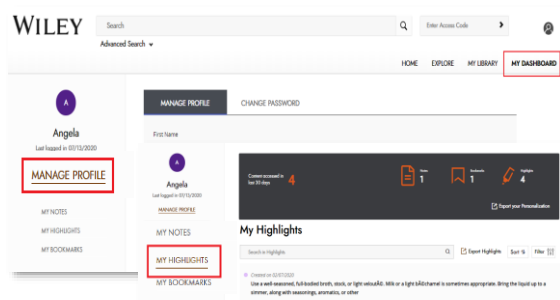 WILEY
Search
Enter Access Code
Advanced Search
HOME EXPLORE MY LIBRARY MY DASHBOARD
A
Angela
Last logged in 07/13/2020
MANAGE PROFILE
MY NOTES
MY HIGHLIGHTS
MY BOOKMARKS
MANAGE PROFILE CHANGE PASSWORD
First Name
A
Angela
Last logged in 07/13/2020
MANAGE PROFILE
MY NOTES
MY HIGHLIGHTS
MY BOOKMARKS
Content accessed in
last 30 days
4
Notes
1
Bookmarks
1
Highlights
4
Export your Personalization
My Highlights
Search in Highlights
Export Highlights Sort Filter
Created on 02/07/2020
Use a well-seasoned, full-bodied broth, stock, or light veloutÃ©. Milk or a light bÃ©chamel is sometimes appropriate. Bring the liquid up to a
simmer, along with seasonings, aromatics, or other